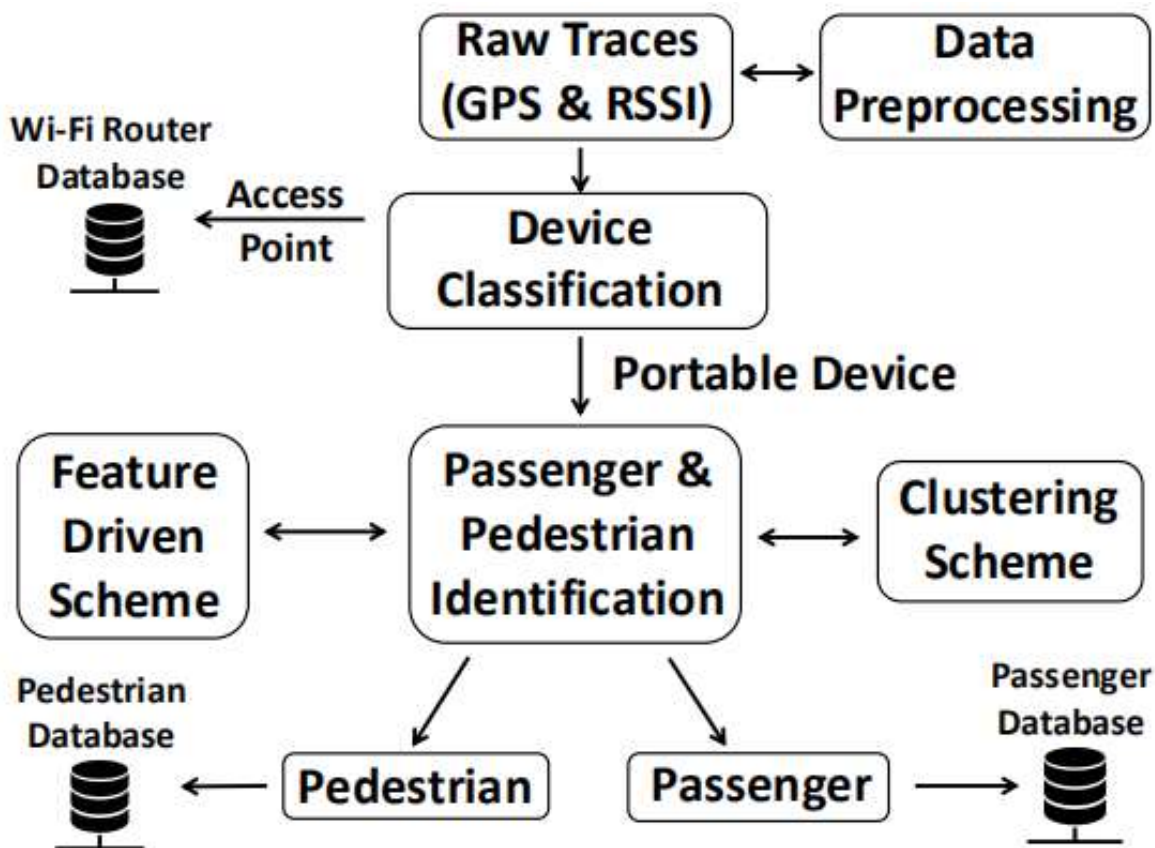 Raw Traces
(GPS & RSSI)
Data
Preprocessing
Wi-Fi Router
Database
Access
Point
Device
Classification
Portable Device
Feature
Driven
Scheme
Passenger &
Pedestrian
Identification
Clustering
Scheme
Pedestrian
Database
Pedestrian
Passenger
Passenger
Database